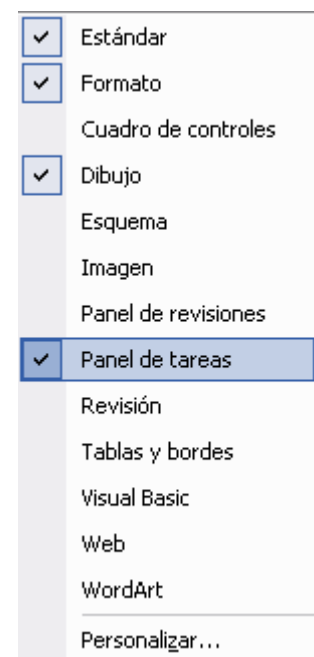 Estándar
Formato
Cuadro de controles
Dibujo
Esquema
Imagen
Panel de revisiones
Panel de tareas
Revisión
Tablas y bordes
Visual Basic
Web
WordArt
Personalizar...